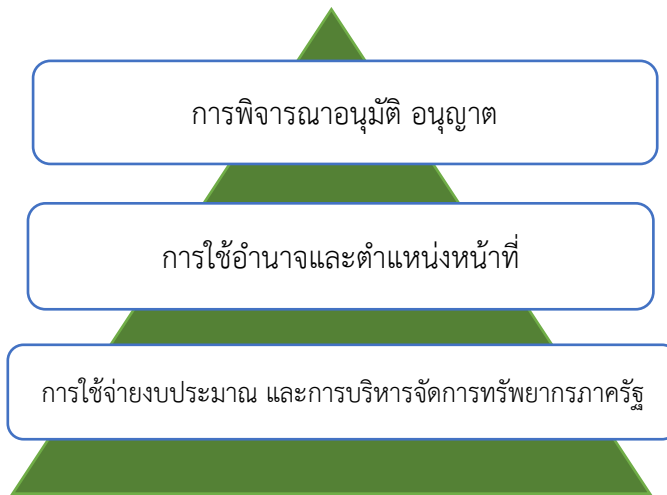 การพิจารณาอนุมัติ อนุญาต
การใช้อำนาจและตำแหน่งหน้าที่
การใช้จ่ายงบประมาณ และการบริหารจัดการทรัพยากรภาครัฐ